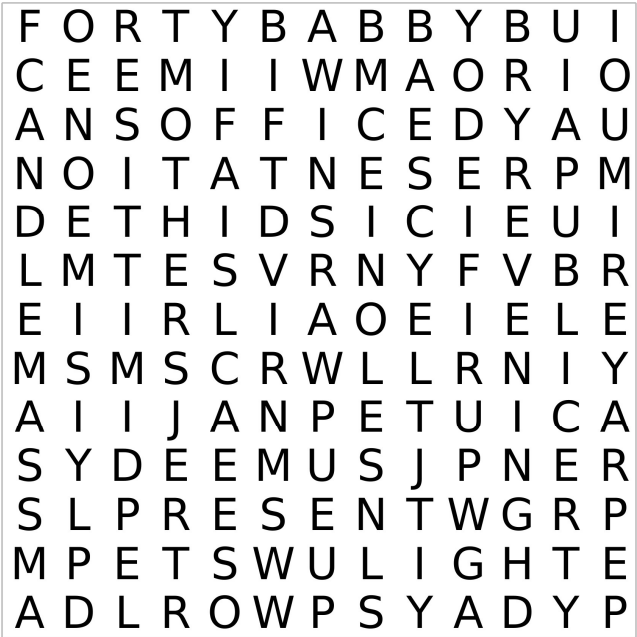 F O R T Y B A B B Y B U I
C E E M I I W M A O R I O
A N S O F F I C E D Y A U
N O I T A T N E S E R P M
D E T H I D S I C I E U I
L M T E S V R N Y F V B R
E I I R L I A O E I E L E
M S M S C R W L L R N I Y
A I I J A N P E T U I C A
S Y D E E M U S J P N E R
S L P R E S E N T W G R P
M P E T S W U L I G H T E
A D L R O W P S Y A D Y P